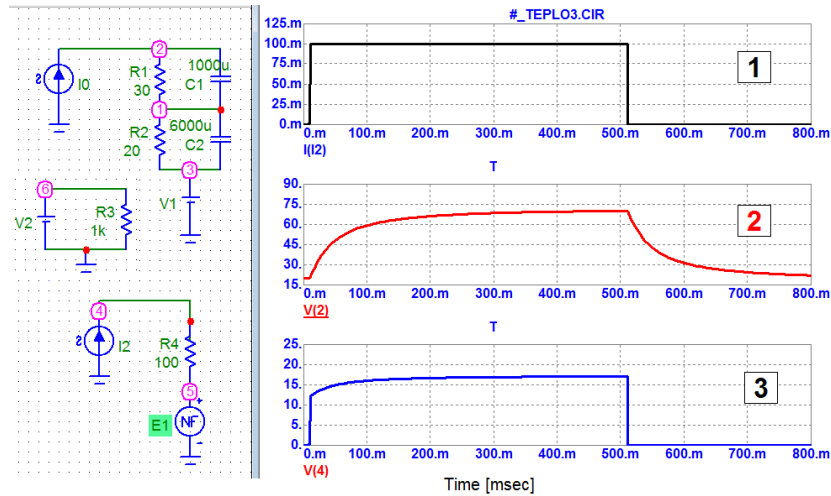 #_TEPLO3.CIR
125.m
100.m
75.m
50.m
25.m
0.m
0.m 100.m 200.m 300.m 400.m 500.m 600.m 700.m 800.m
I(I2)
T
1
90.
75.
60.
45.
30.
15.
0.m 100.m 200.m 300.m 400.m 500.m 600.m 700.m 800.m
V(2)
T
2
25.
20.
15.
10.
5.
0.
0.m 100.m 200.m 300.m 400.m 500.m 600.m 700.m 800.m
V(4)
3
Time [msec]
2
I0
R1
30
1000u
C1
1
R2
20
6000u
C2
3
V1
6
V2
R3
1k
4
I2
R4
100
5
E1
NF
+
-